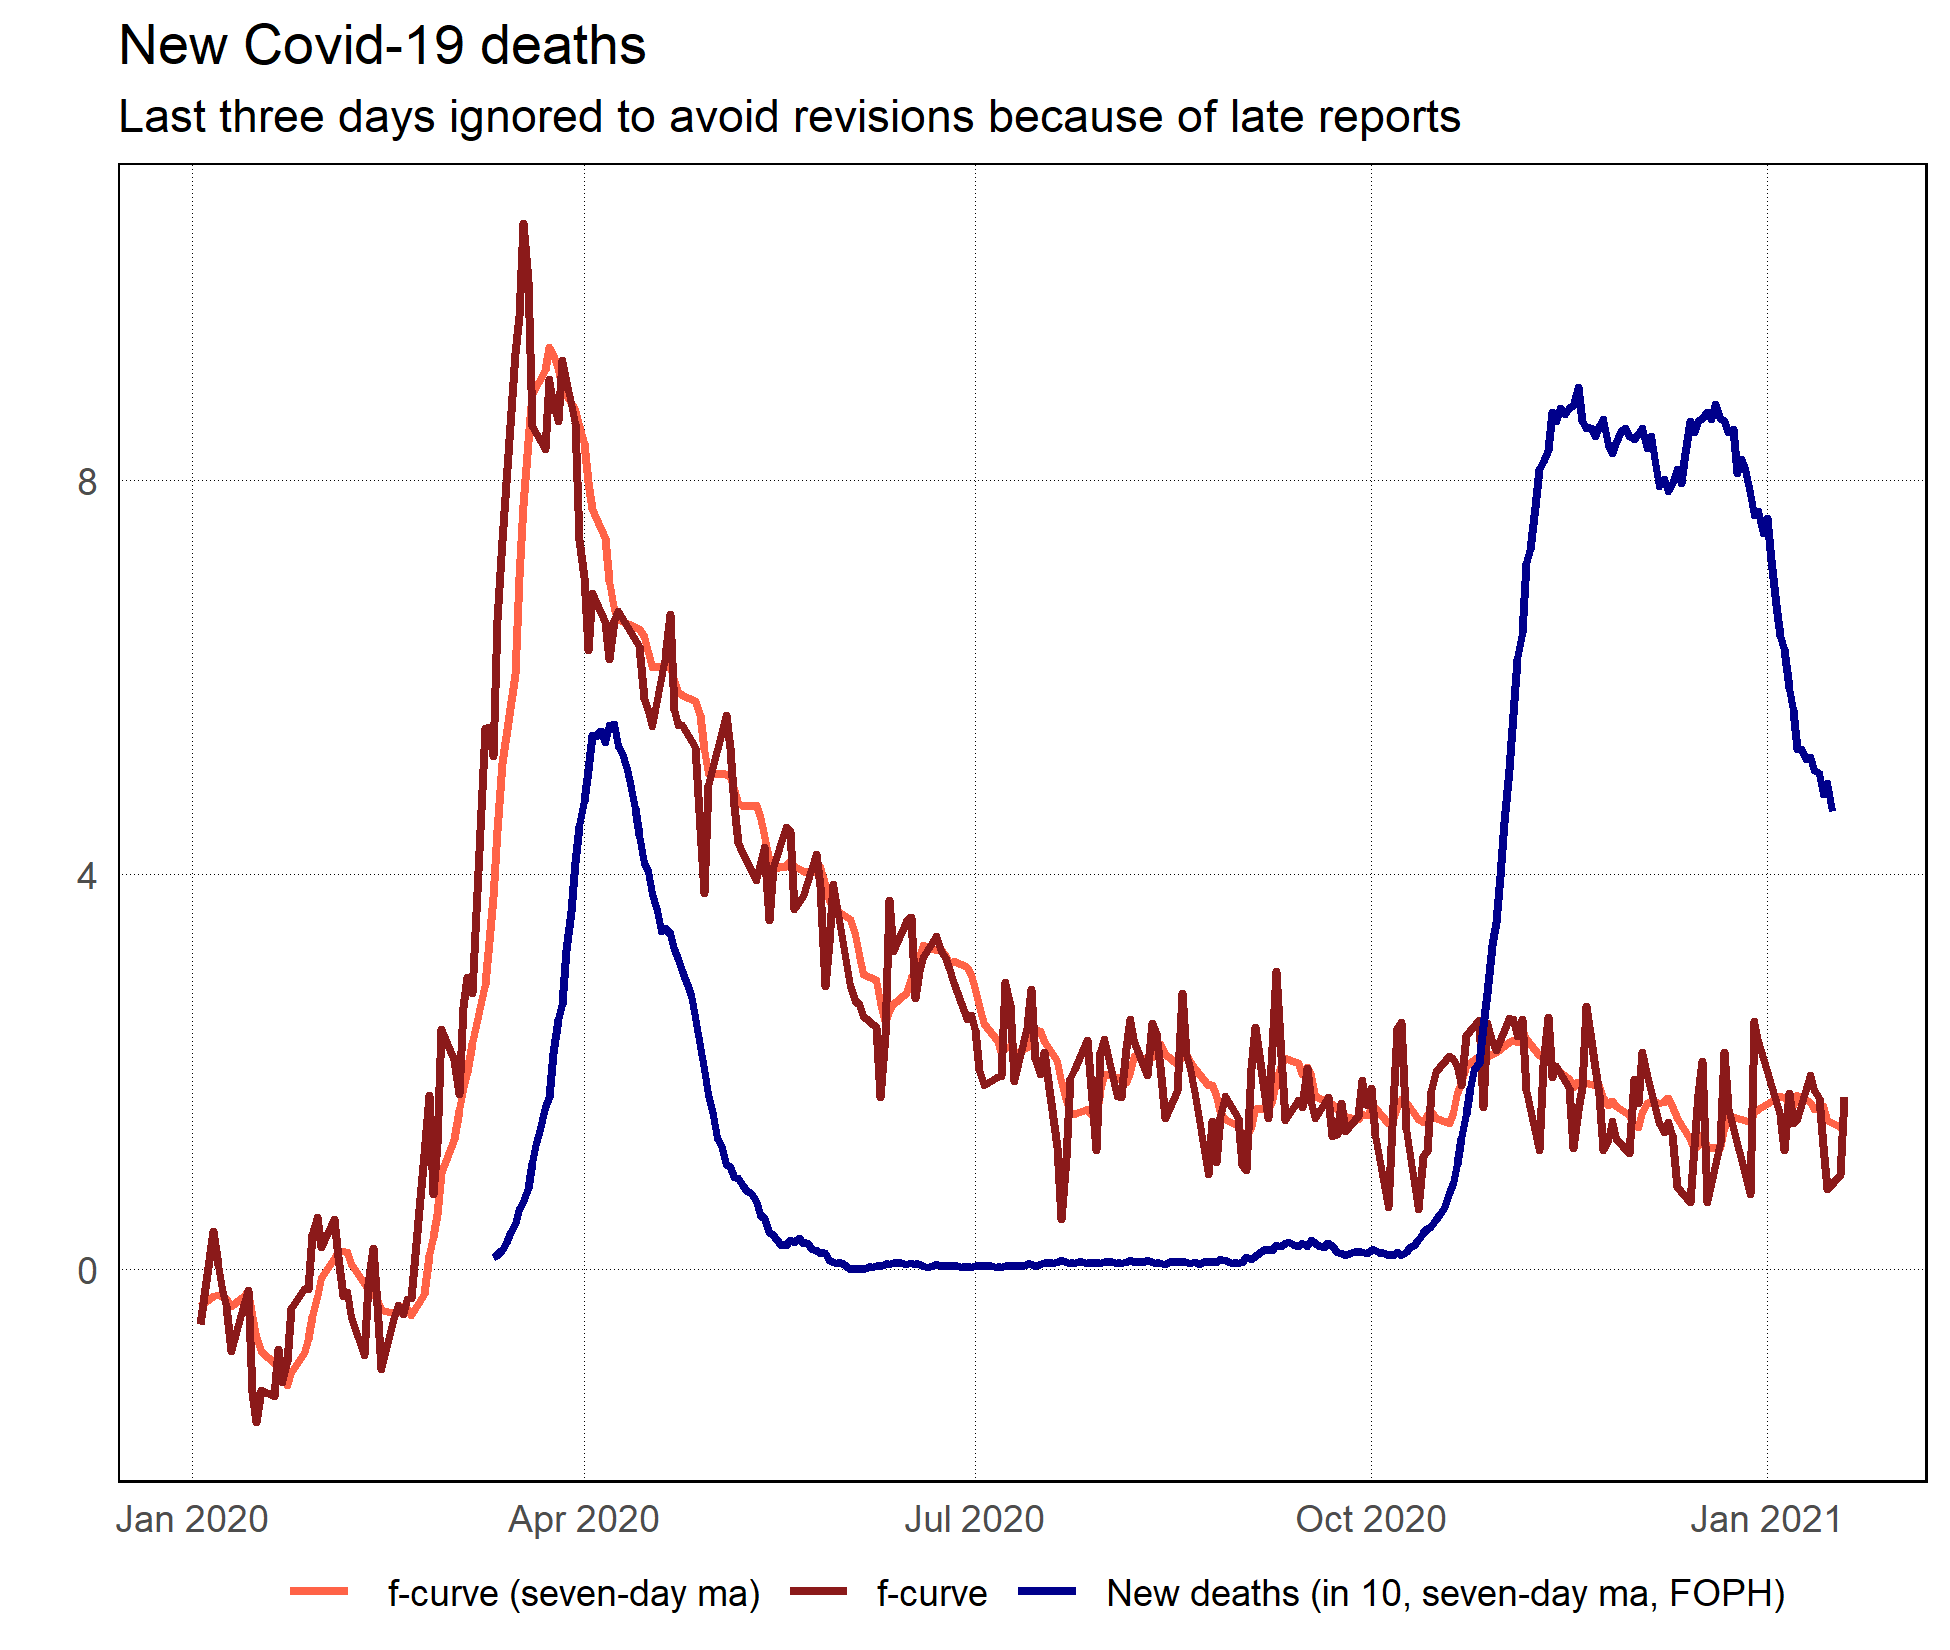 New Covid-19 deaths
Last three days ignored to avoid revisions because of late reports
8
4
0
Jan 2020 Apr 2020 Jul 2020 Oct 2020 Jan 2021
f-curve (seven-day ma) f-curve New deaths (in 10, seven-day ma, FOPH)